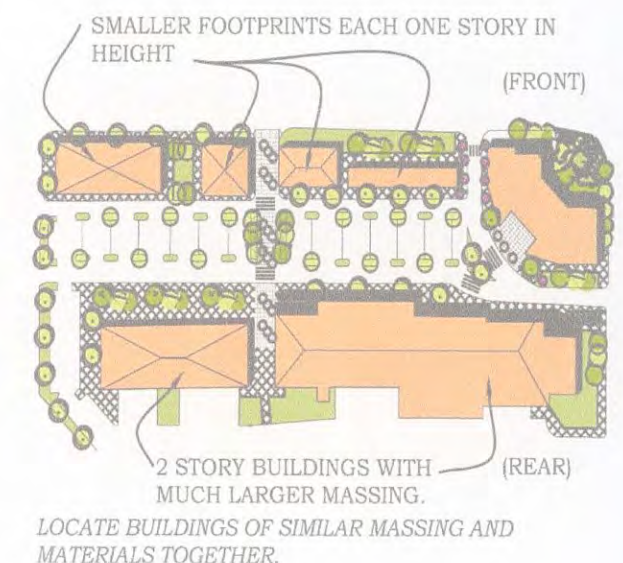 SMALLER FOOTPRINTS EACH ONE STORY IN
HEIGHT
(FRONT)
2 STORY BUILDINGS WITH
MUCH LARGER MASSING.
(REAR)
LOCATE BUILDINGS OF SIMILAR MASSING AND
MATERIALS TOGETHER.